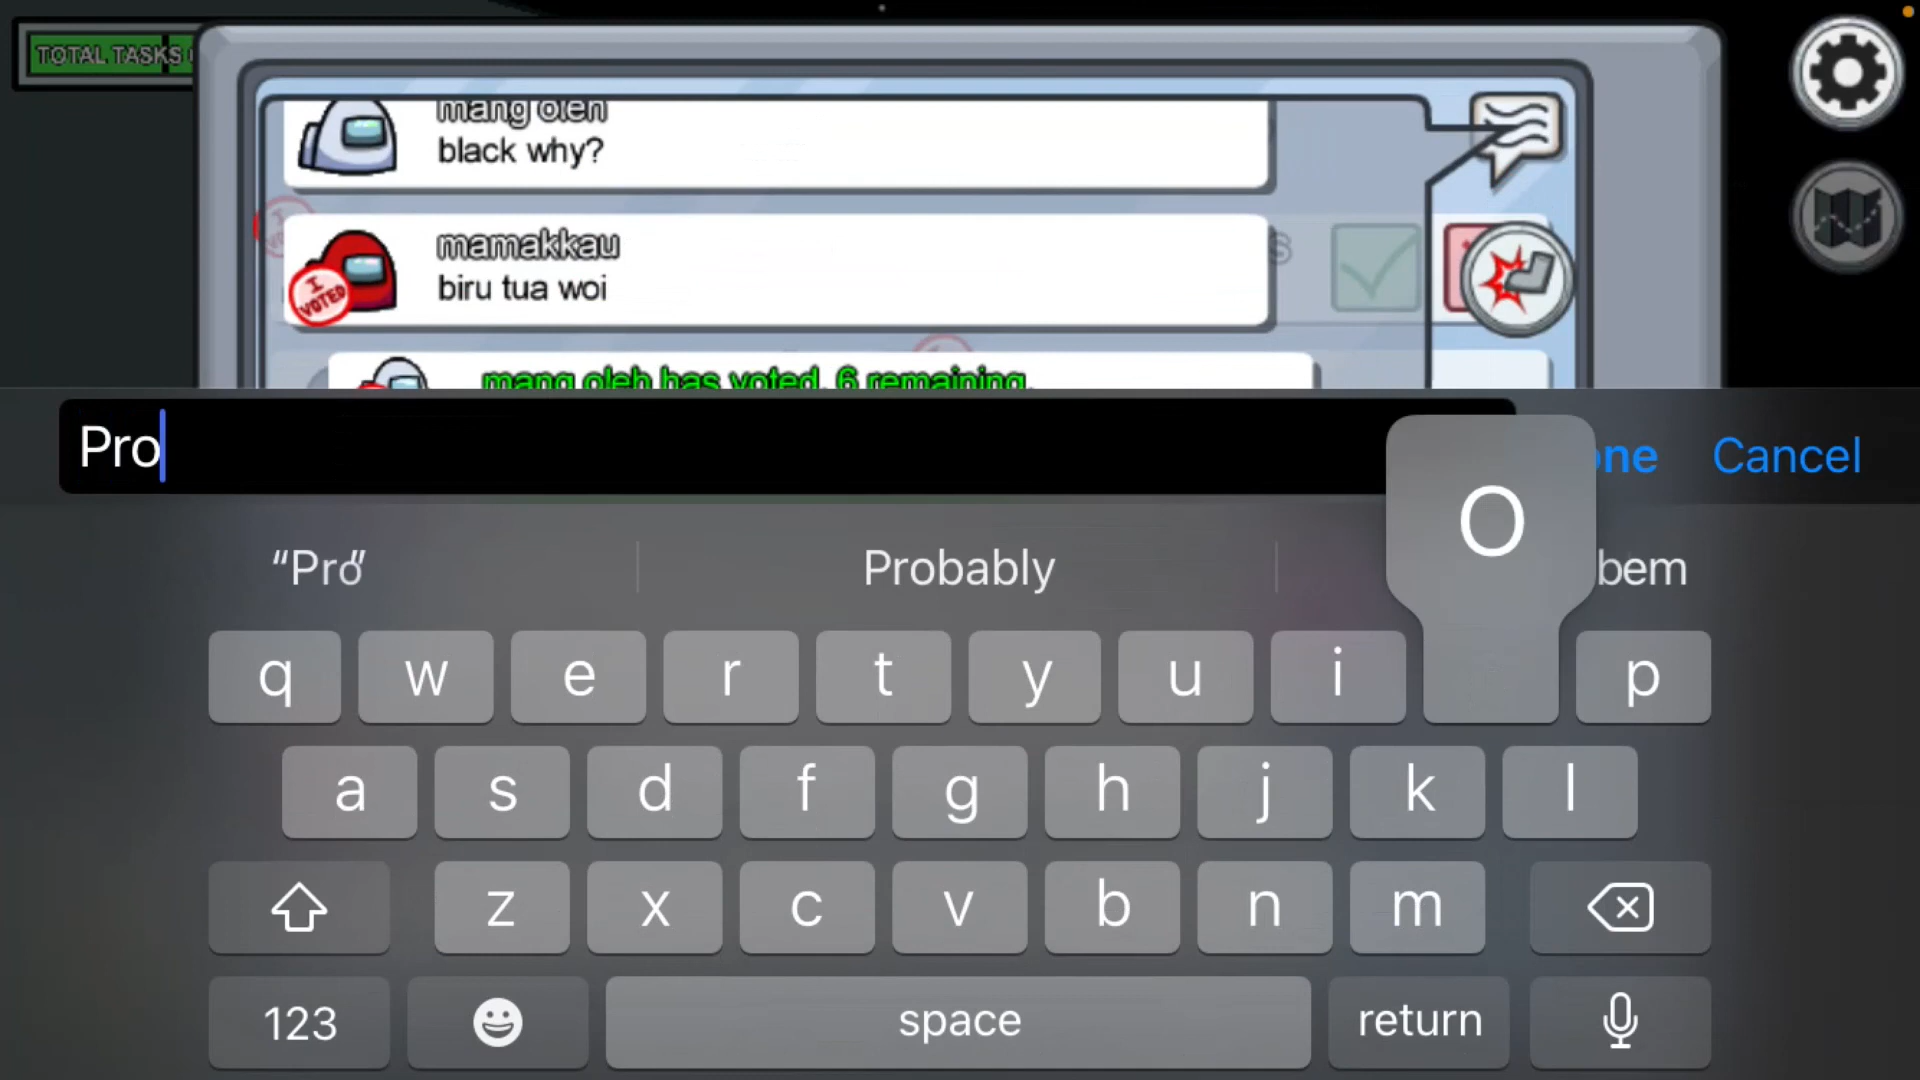 TOTAL TASKS
mang oleh
black why?
mamakkau
biru tua woi
I VOTED
mang oleh has voted. 6 remaining.
Pro
Cancel
“Pro”
Probably
O
q w e r t y u i p
a s d f g h j k l
z x c v b n m
123
space
return